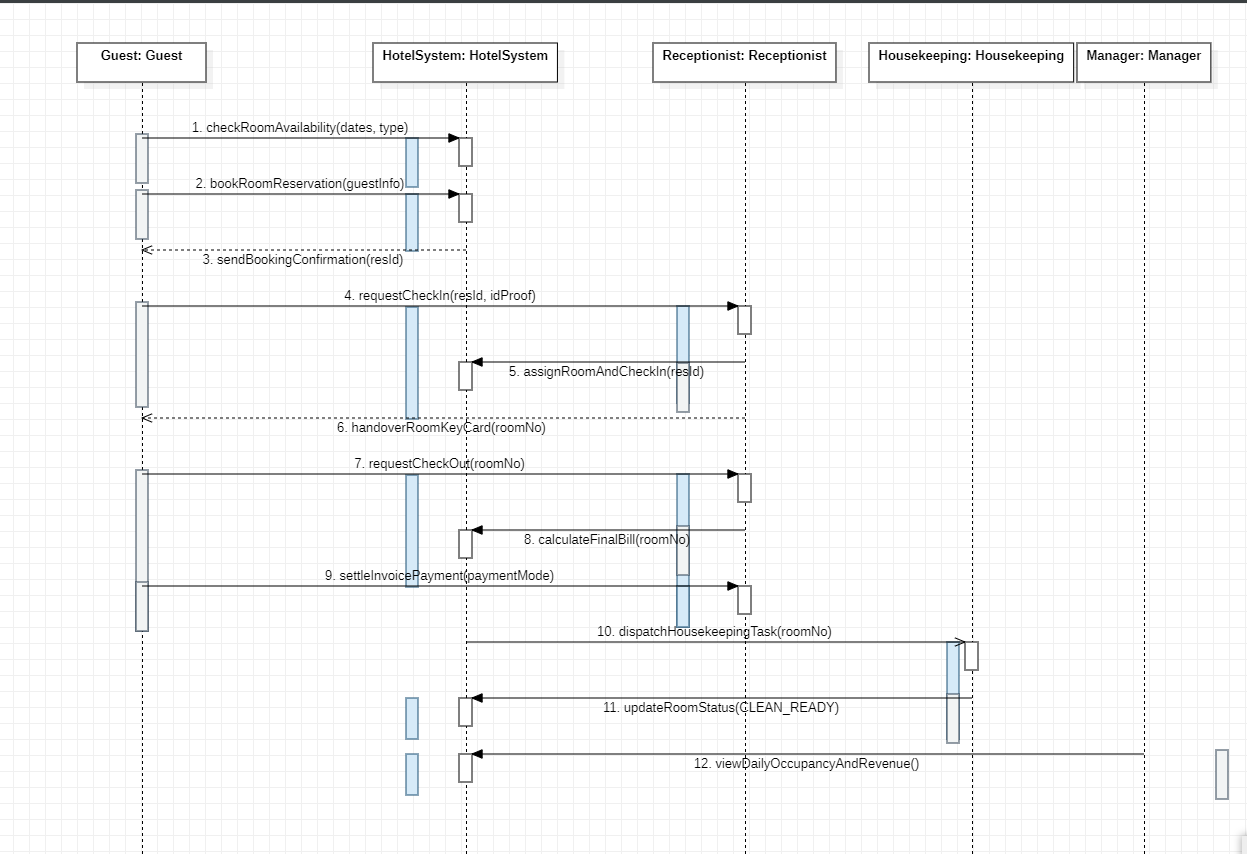 Guest: Guest
HotelSystem: HotelSystem
Receptionist: Receptionist
Housekeeping: Housekeeping
Manager: Manager
1. checkRoomAvailability(dates, type)
2. bookRoomReservation(guestInfo)
3. sendBookingConfirmation(resId)
4. requestCheckIn(resId, idProof)
5. assignRoomAndCheckIn(resId)
6. handoverRoomKeyCard(roomNo)
7. requestCheckOut(roomNo)
8. calculateFinalBill(roomNo)
9. settleInvoicePayment(paymentMode)
10. dispatchHousekeepingTask(roomNo)
11. updateRoomStatus(CLEAN_READY)
12. viewDailyOccupancyAndRevenue()